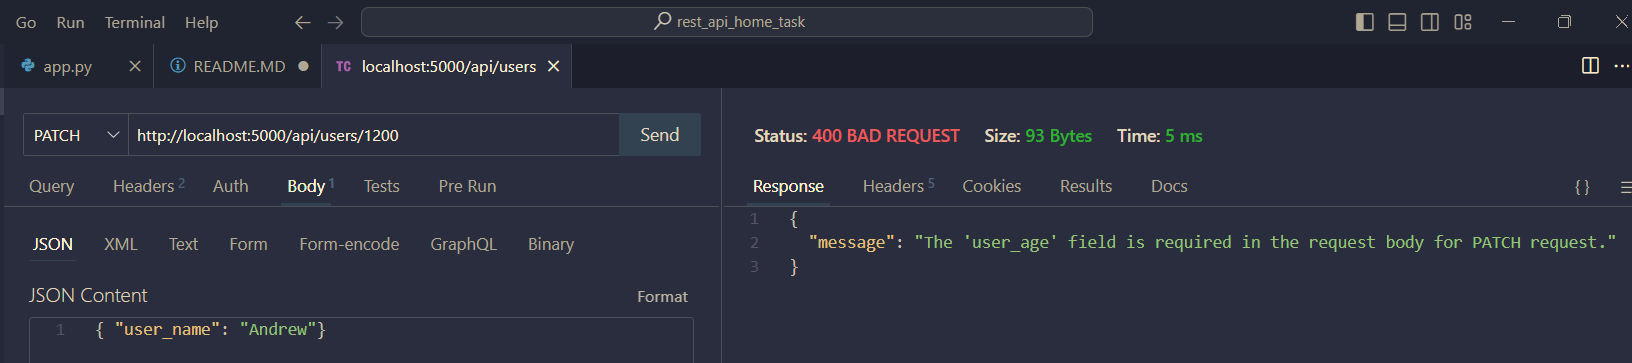 Go Run Terminal Help rest_api_home_task
app.py README.MD TC localhost:5000/api/users
PATCH http://localhost:5000/api/users/1200 Send
Status: 400 BAD REQUEST Size: 93 Bytes Time: 5 ms
Query Headers 2 Auth Body 1 Tests Pre Run
Response Headers 5 Cookies Results Docs { }
JSON XML Text Form Form-encode GraphQL Binary
JSON Content Format
1 { "user_name": "Andrew"}
1 {
2 "message": "The 'user_age' field is required in the request body for PATCH request."
3 }